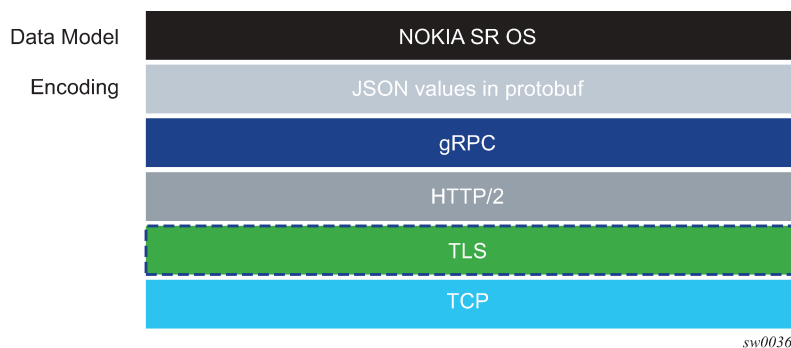 Data Model
NOKIA SR OS
Encoding
JSON values in protobuf
gRPC
HTTP/2
TLS
TCP
sw0036